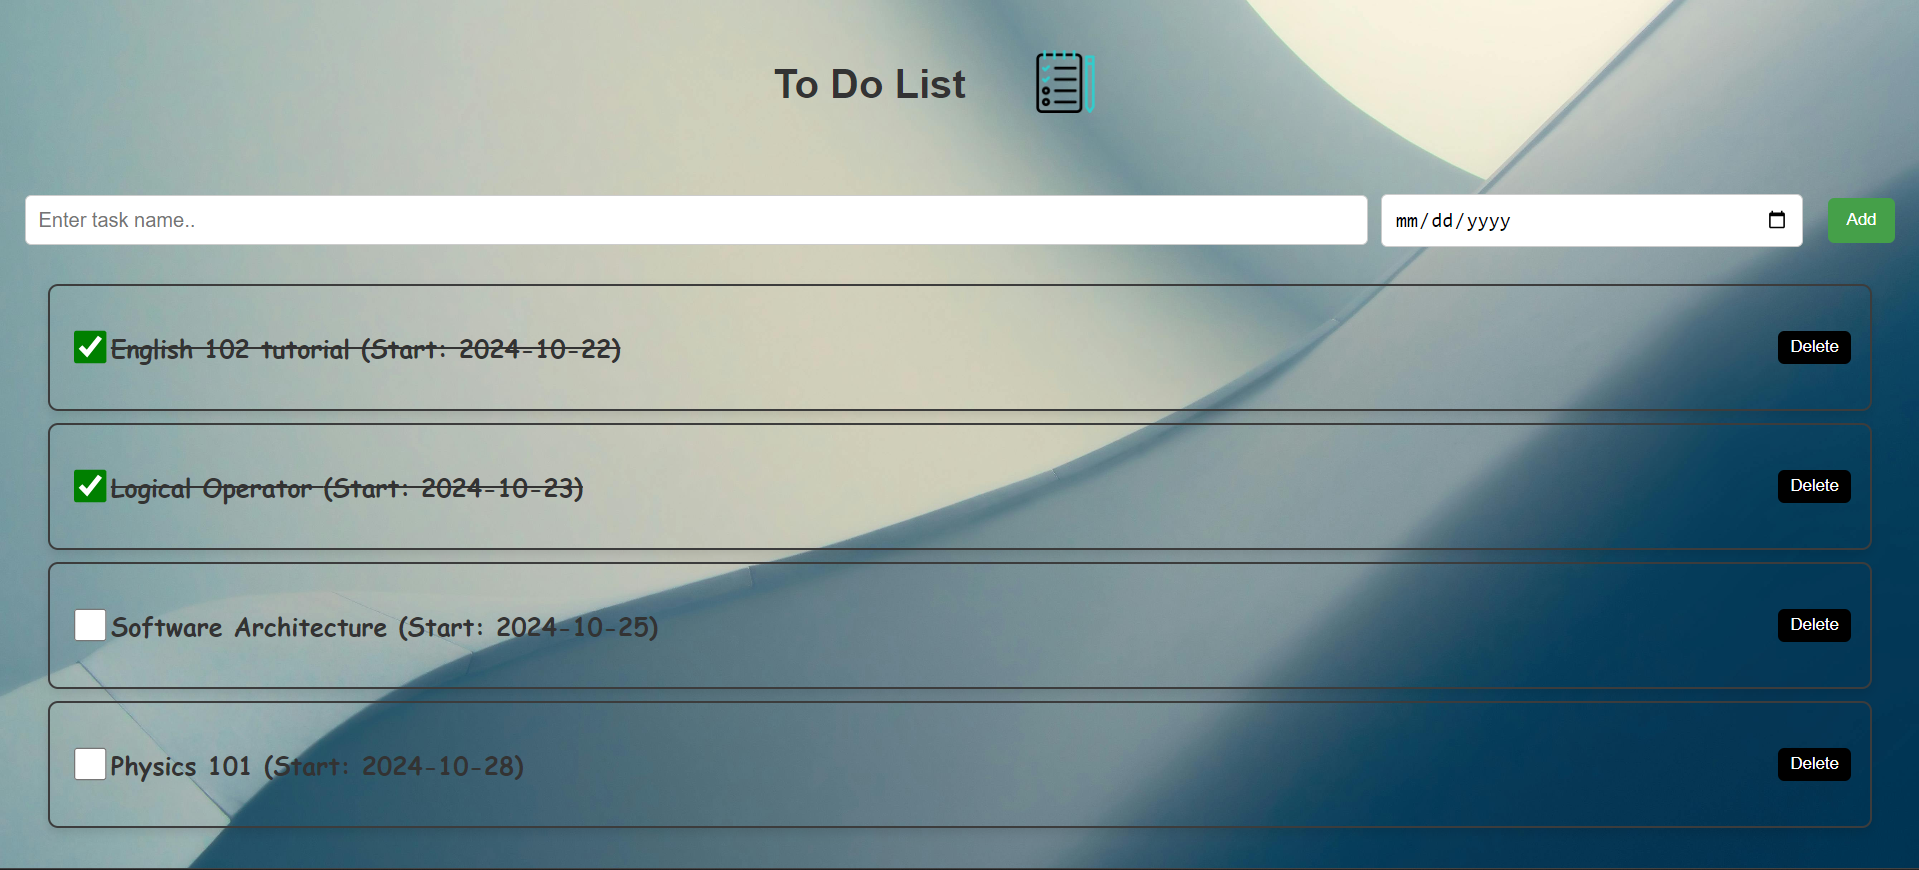 To Do List
Enter task name..
mm/dd/yyyy
Add
English 102 tutorial (Start: 2024-10-22)
Delete
Logical Operator (Start: 2024-10-23)
Delete
Software Architecture (Start: 2024-10-25)
Delete
Physics 101 (Start: 2024-10-28)
Delete